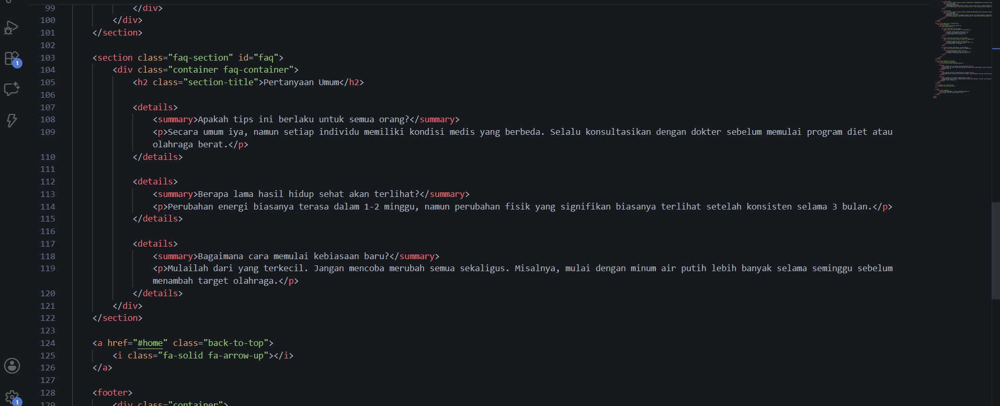 99 </div>
100 </div>
101 </section>
102
103 <section class="faq-section" id="faq">
104 <div class="container faq-container">
105 <h2 class="section-title">Pertanyaan Umum</h2>
106
107 <details>
108 <summary>Apakah tips ini berlaku untuk semua orang?</summary>
109 <p>Secara umum iya, namun setiap individu memiliki kondisi medis yang berbeda. Selalu konsultasikan dengan dokter sebelum memulai program diet atau
olahraga berat.</p>
110 </details>
111
112 <details>
113 <summary>Berapa lama hasil hidup sehat akan terlihat?</summary>
114 <p>Perubahan energi biasanya terasa dalam 1-2 minggu, namun perubahan fisik yang signifikan biasanya terlihat setelah konsisten selama 3 bulan.</p>
115 </details>
116
117 <details>
118 <summary>Bagaimana cara memulai kebiasaan baru?</summary>
119 <p>Mulailah dari yang terkecil. Jangan mencoba merubah semua sekaligus. Misalnya, mulai dengan minum air putih lebih banyak selama seminggu sebelum
menambah target olahraga.</p>
120 </details>
121 </div>
122 </section>
123
124 <a href="#home" class="back-to-top">
125 <i class="fa-solid fa-arrow-up"></i>
126 </a>
127
128 <footer>
129 <div class="container">
1
1